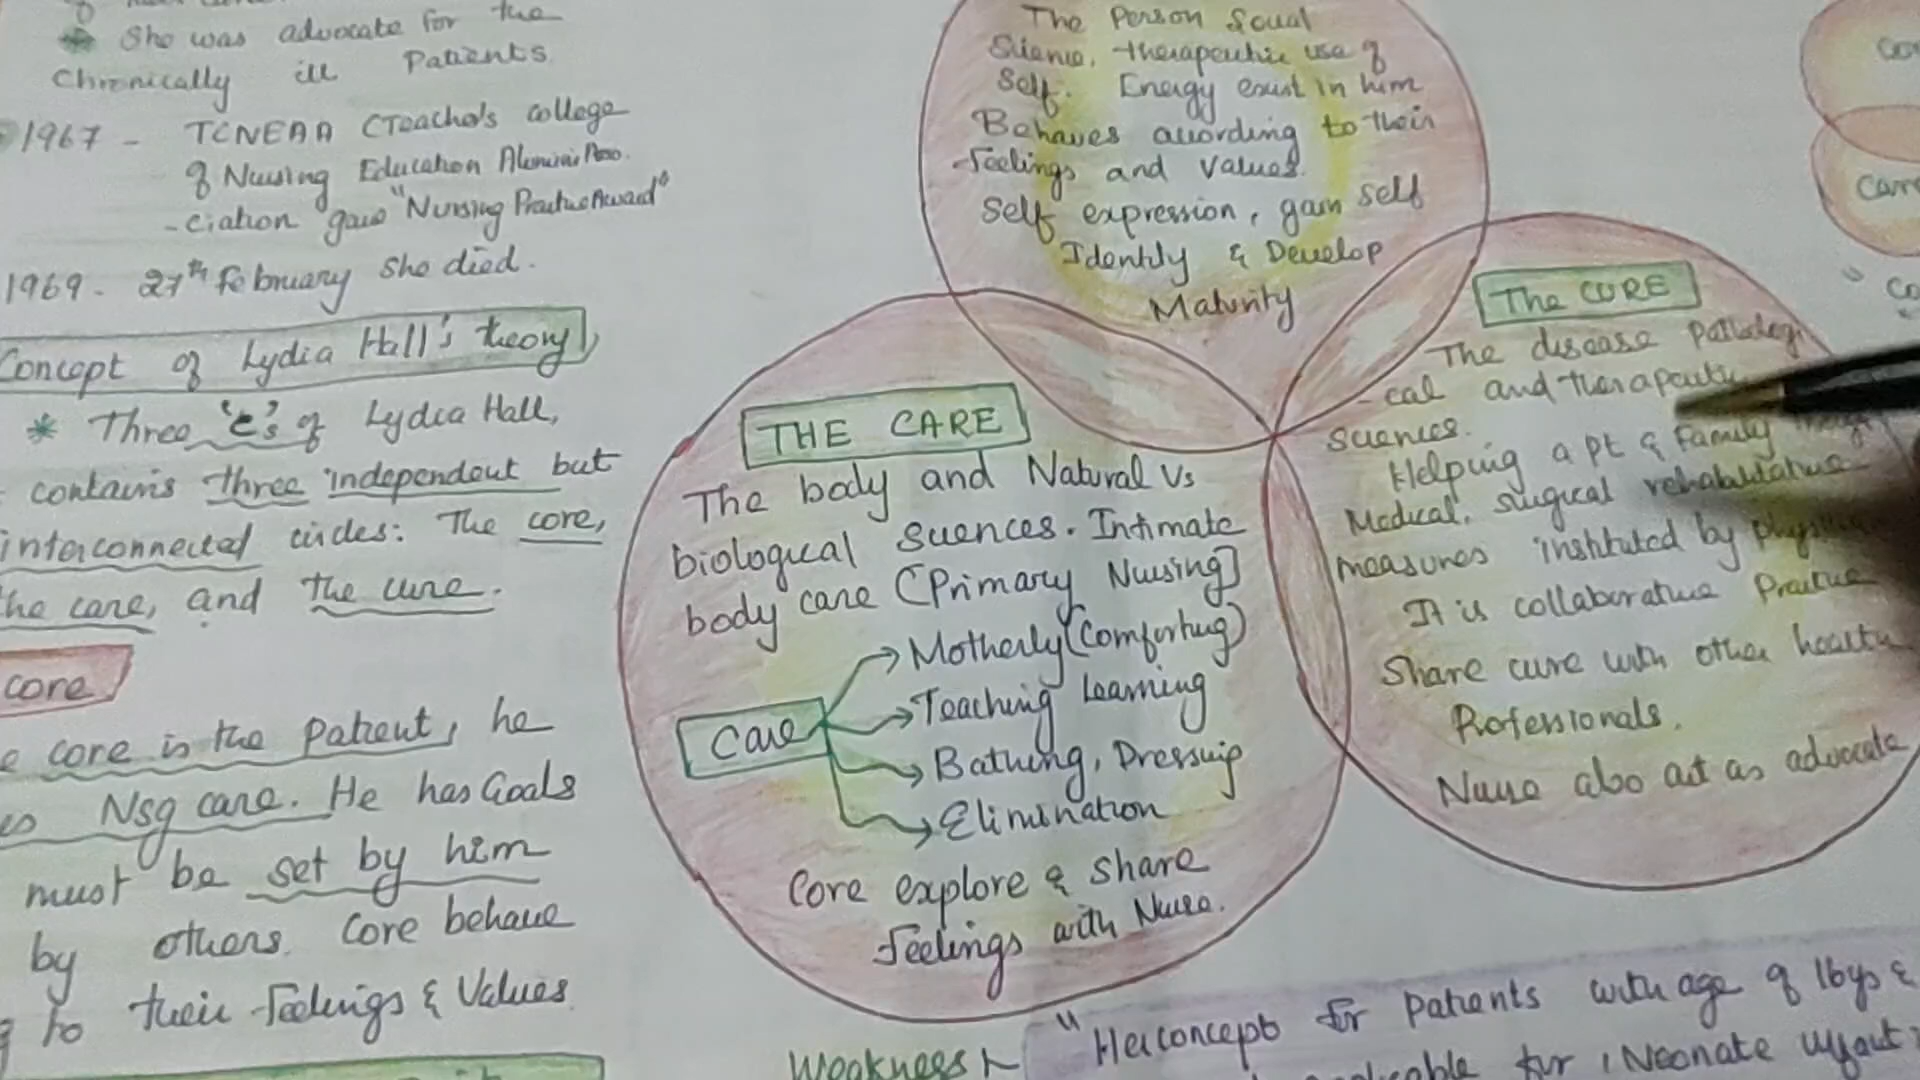 She was advocate for the
Chronically ill Patients.
1967 - TCNEAA (Teacho's college
of Nursing Education Alumini Asso
-ciation gave "Nursing Practice Award"
1969 - 27th February she died.
Concept of Lydia Hall's theory
* Three 'C's of Lydia Hall,
contains three independent but
interconnected circles: The core,
the care, and the cure.
core
core is the Patient, he
Nsg care. He has Goals
must be set by him
by others. Core behave
to their feelings & Values
The Person Social
Science, therapeutic use of
Self. Energy exist in him
Behaves according to their
feelings and Values.
Self expression, gain self
Identity & Develop
Maturity
THE CARE
The body and Natural Vs
biological Sciences. Intimate
body care [Primary Nursing]
Care
Motherly (Comforting)
Teaching Learning
Bathing, Dressing
Elimination
Core explore & share
feelings with Nurse.
The CURE
The disease Pathologi
-cal and therapeutic
sciences.
Helping a pt & Family
Medical, surgical rehabilitative
measures instituted by
It is collaborative Practice
Share cure with other health
Professionals.
Nurse also act as advocate
Co
Weakness
"Her concept for Patients with age of 16ys &
for Neonate